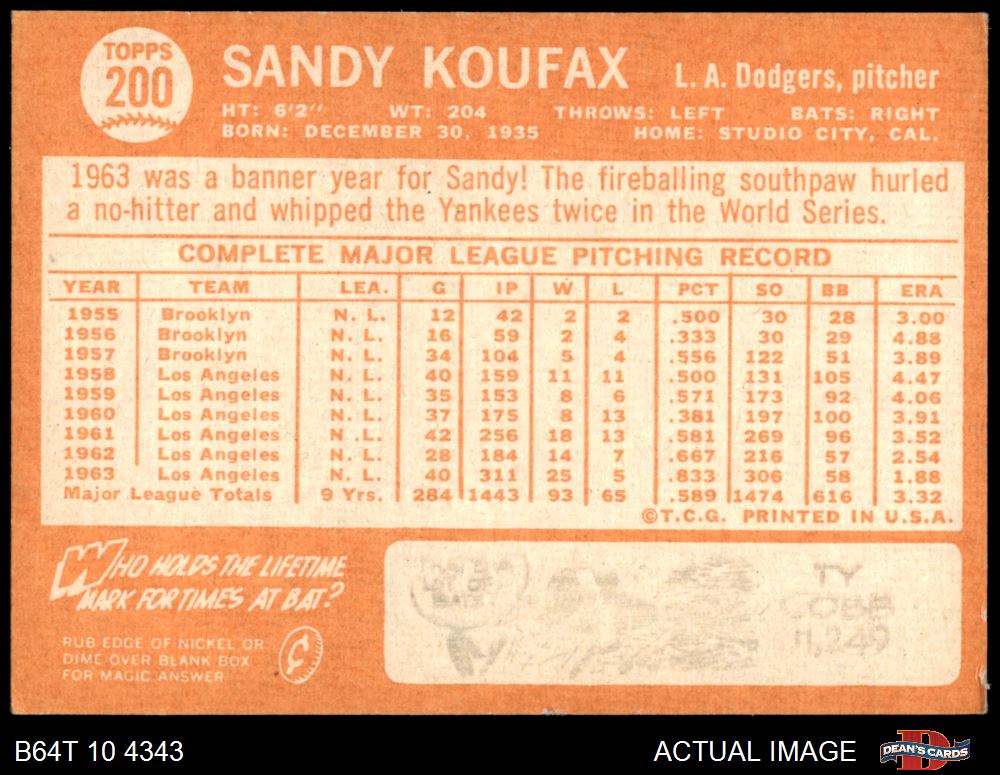 TOPPS
200
SANDY KOUFAX
L. A. Dodgers, pitcher
HT: 6'2" WT: 204 THROWS: LEFT BATS: RIGHT
BORN: DECEMBER 30, 1935 HOME: STUDIO CITY, CAL.
1963 was a banner year for Sandy! The fireballing southpaw hurled
a no-hitter and whipped the Yankees twice in the World Series.
COMPLETE MAJOR LEAGUE PITCHING RECORD
YEAR TEAM LEA. G IP W L PCT SO BB ERA
1955 Brooklyn N. L. 12 42 2 2 .500 30 28 3.00
1956 Brooklyn N. L. 16 59 2 4 .333 30 29 4.88
1957 Brooklyn N. L. 34 104 5 4 .556 122 51 3.89
1958 Los Angeles N. L. 40 159 11 11 .500 131 105 4.47
1959 Los Angeles N. L. 35 153 8 6 .571 173 92 4.06
1960 Los Angeles N. L. 37 175 8 13 .381 197 100 3.91
1961 Los Angeles N .L. 42 256 18 13 .581 269 96 3.52
1962 Los Angeles N. L. 28 184 14 7 .667 216 57 2.54
1963 Los Angeles N. L. 40 311 25 5 .833 306 58 1.88
Major League Totals 9 Yrs. 284 1443 93 65 .589 1474 616 3.32
©T.C.G. PRINTED IN U.S.A.
WHO HOLDS THE LIFETIME
MARK FOR TIMES AT BAT?
RUB EDGE OF NICKEL OR
DIME OVER BLANK BOX
FOR MAGIC ANSWER
¢
TY
COBB
11,249
B64T 10 4343
ACTUAL IMAGE
DEAN'S CARDS